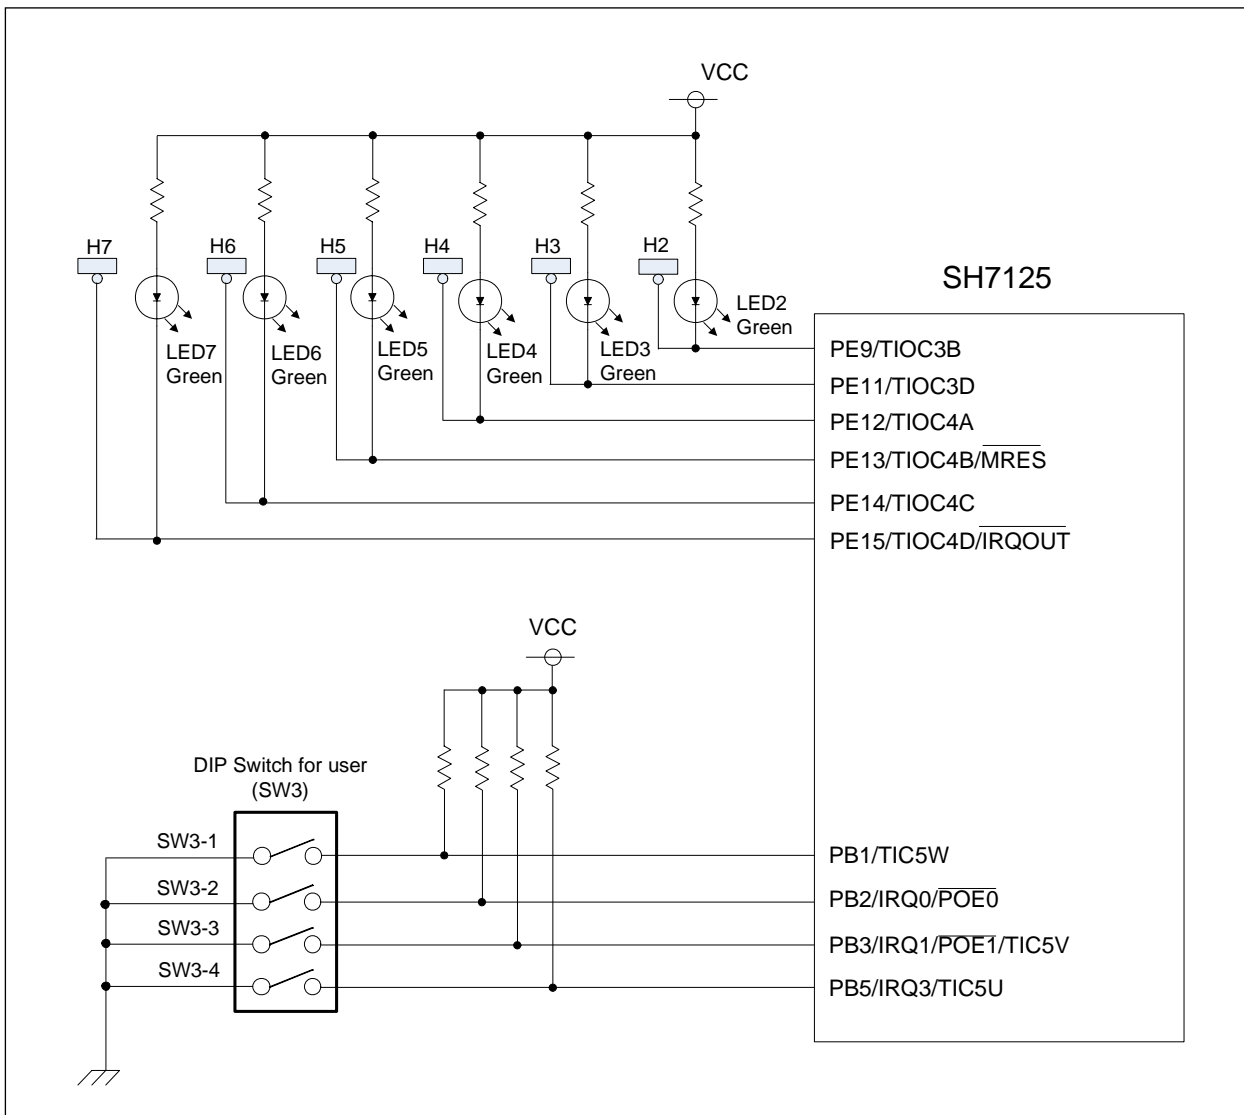 VCC
H7
H6
H5
H4
H3
H2
SH7125
LED7
Green
LED6
Green
LED5
Green
LED4
Green
LED3
Green
LED2
Green
PE9/TIOC3B
PE11/TIOC3D
PE12/TIOC4A
PE13/TIOC4B/MRES
PE14/TIOC4C
PE15/TIOC4D/IRQOUT
VCC
DIP Switch for user
(SW3)
SW3-1
SW3-2
SW3-3
SW3-4
PB1/TIC5W
PB2/IRQ0/POE0
PB3/IRQ1/POE1/TIC5V
PB5/IRQ3/TIC5U